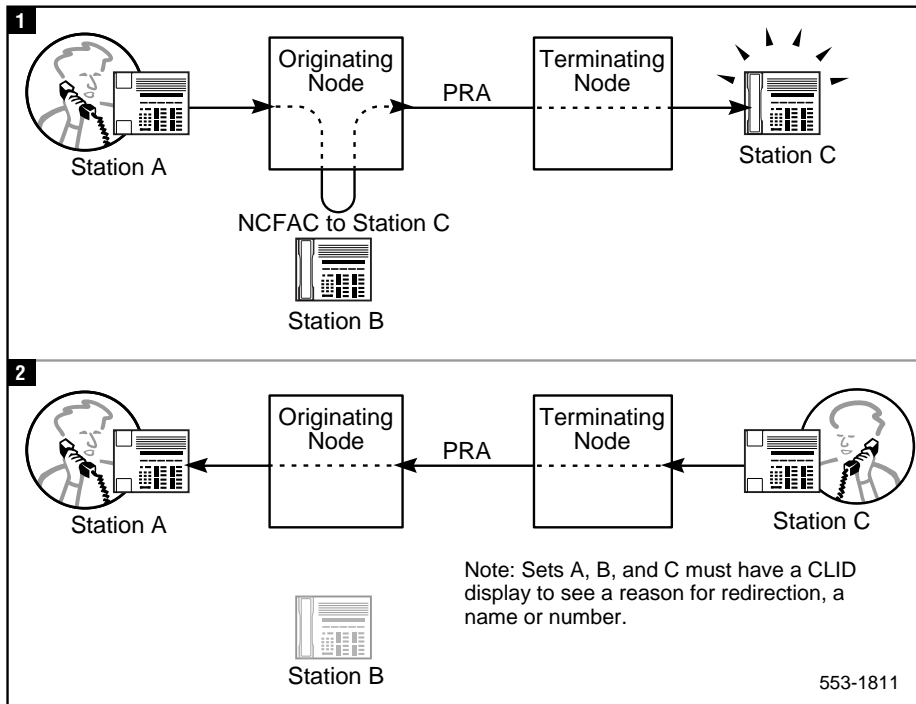 1
Originating
Node
PRA
Terminating
Node
Station A
Station C
NCFAC to Station C
Station B
2
Originating
Node
PRA
Terminating
Node
Station A
Station C
Note: Sets A, B, and C must have a CLID
display to see a reason for redirection, a
name or number.
Station B
553-1811